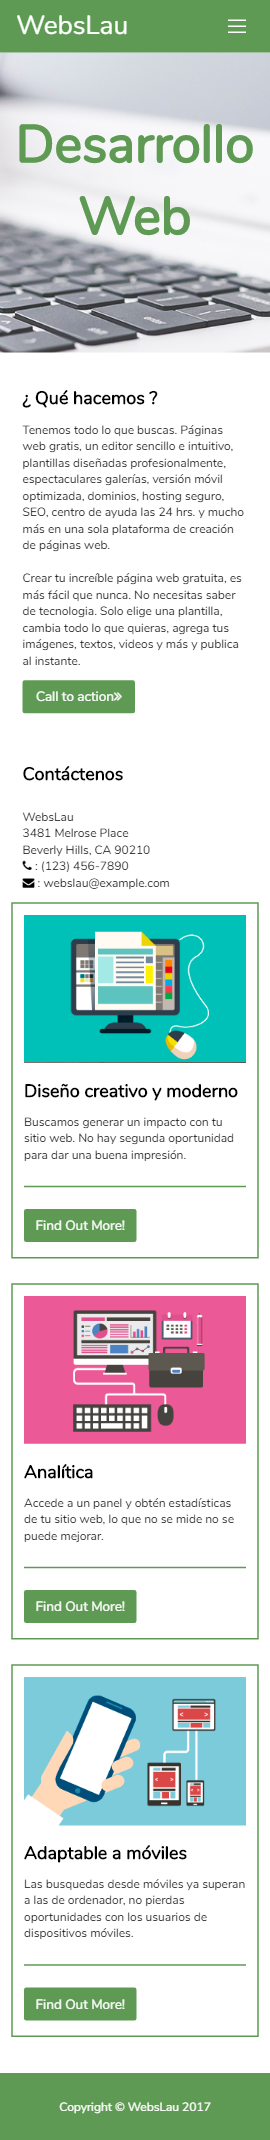 WebsLau
Desarrollo
Web
¿ Qué hacemos ?
Tenemos todo lo que buscas. Páginas
web gratis, un editor sencillo e intuitivo,
plantillas diseñadas profesionalmente,
espectaculares galerías, versión móvil
optimizada, dominios, hosting seguro,
SEO, centro de ayuda las 24 hrs. y mucho
más en una sola plataforma de creación
de páginas web.
Crear tu increíble página web gratuita, es
más fácil que nunca. No necesitas saber
de tecnologia. Solo elige una plantilla,
cambia todo lo que quieras, agrega tus
imágenes, textos, videos y más y publica
al instante.
Call to action»
Contáctenos
WebsLau
3481 Melrose Place
Beverly Hills, CA 90210
: (123) 456-7890
: webslau@example.com
Diseño creativo y moderno
Buscamos generar un impacto con tu
sitio web. No hay segunda oportunidad
para dar una buena impresión.
Find Out More!
Analítica
Accede a un panel y obtén estadísticas
de tu sitio web, lo que no se mide no se
puede mejorar.
Find Out More!
Adaptable a móviles
Las busquedas desde móviles ya superan
a las de ordenador, no pierdas
oportunidades con los usuarios de
dispositivos móviles.
Find Out More!
Copyright © WebsLau 2017